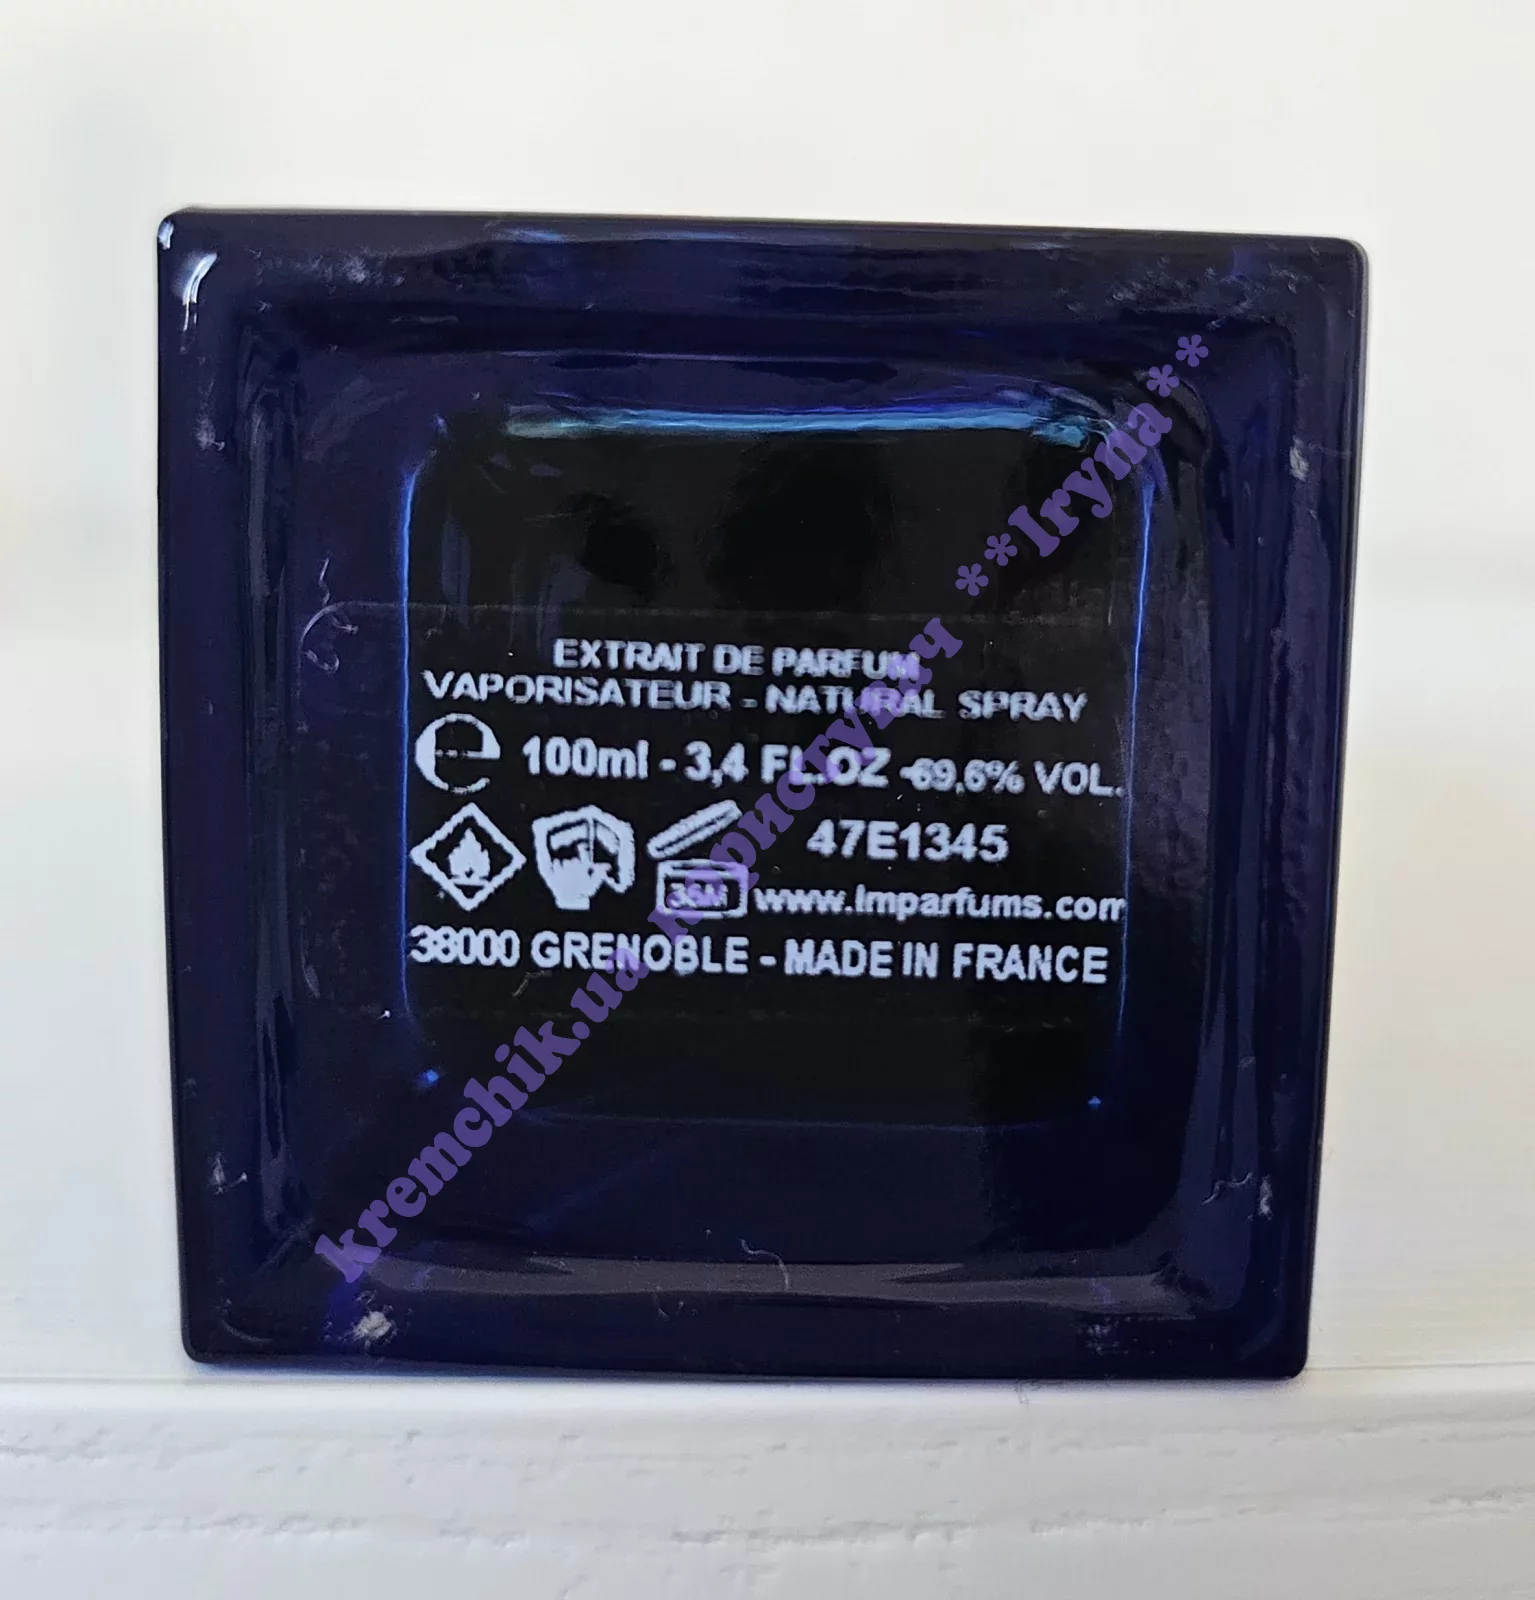 EXTRAIT DE PARFUM
VAPORISATEUR - NATURAL SPRAY
e 100ml - 3,4 FL.OZ -69,6% VOL.
47E1345
36M www.lmparfums.com
38000 GRENOBLE - MADE IN FRANCE
kremchik.ua користувач **Iryna**